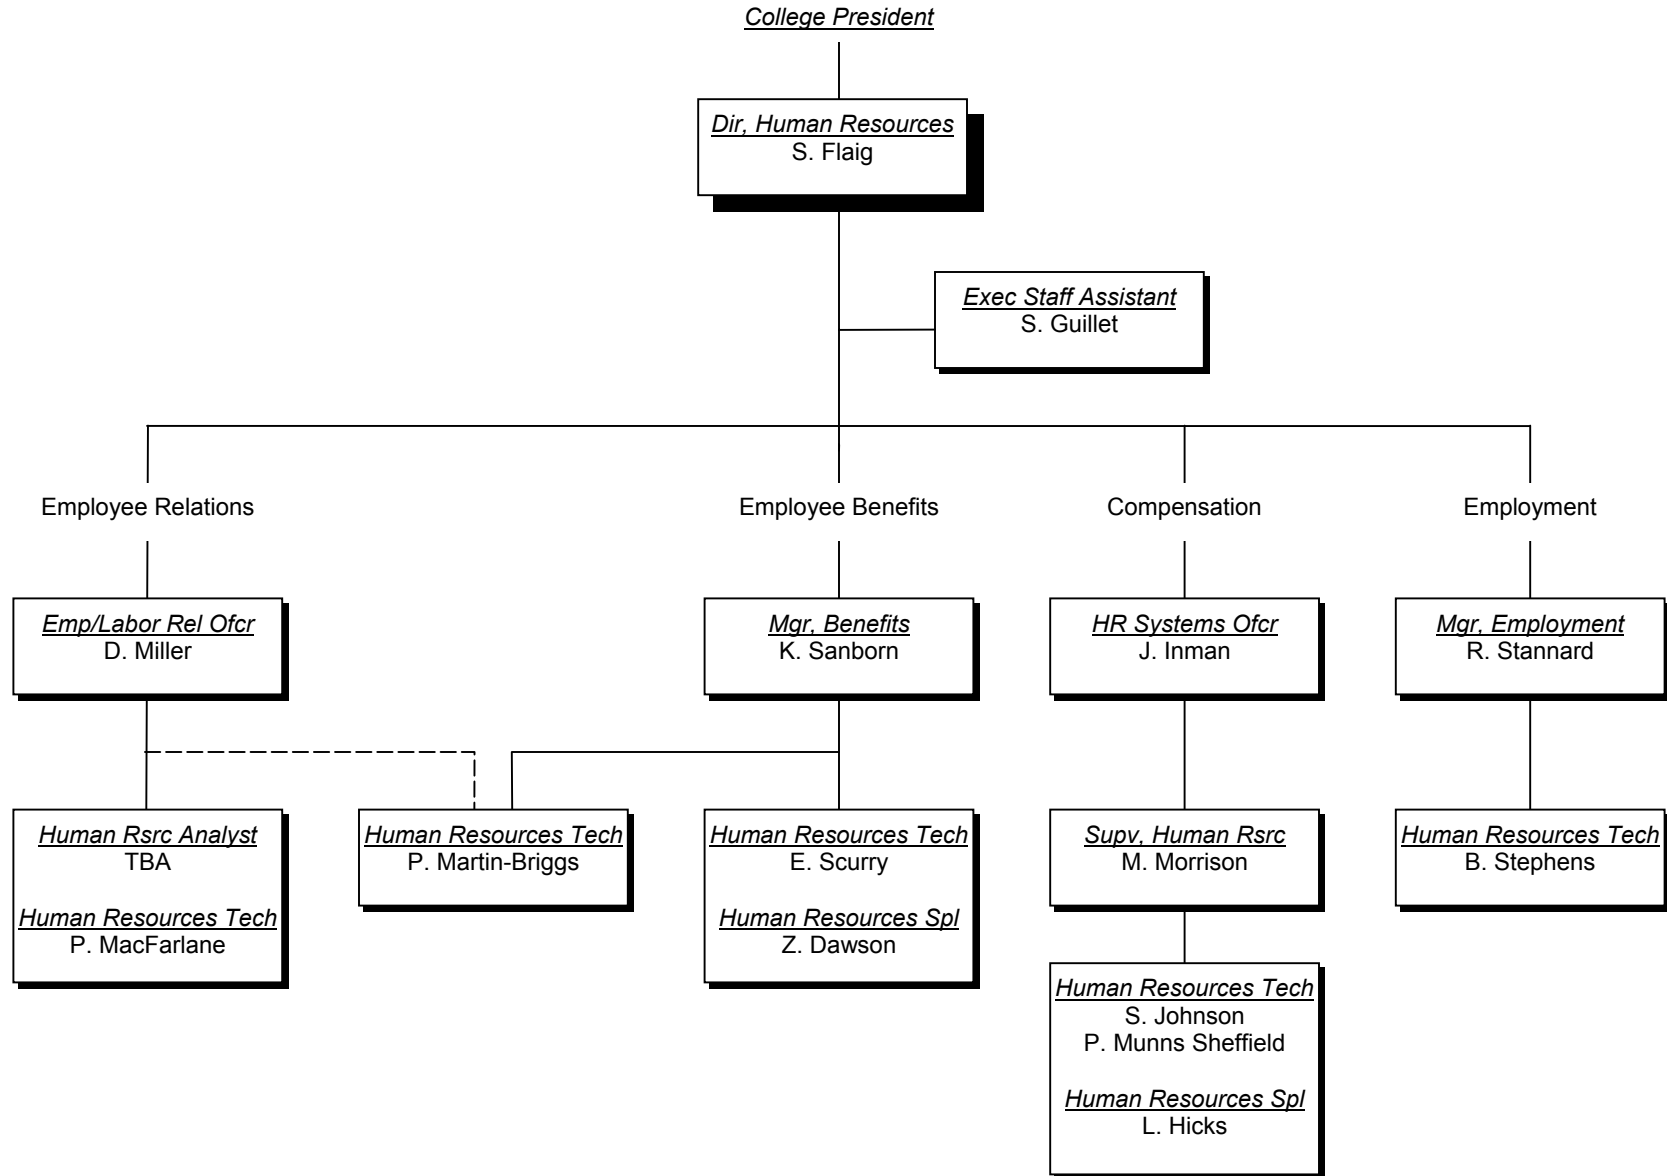 College President
Dir, Human Resources
S. Flaig
Exec Staff Assistant
S. Guillet
Employee Relations
Employee Benefits
Compensation
Employment
Emp/Labor Rel Ofcr
D. Miller
Mgr, Benefits
K. Sanborn
HR Systems Ofcr
J. Inman
Mgr, Employment
R. Stannard
Human Rsrc Analyst
TBA
Human Resources Tech
P. MacFarlane
Human Resources Tech
P. Martin-Briggs
Human Resources Tech
E. Scurry
Human Resources Spl
Z. Dawson
Supv, Human Rsrc
M. Morrison
Human Resources Tech
B. Stephens
Human Resources Tech
S. Johnson
P. Munns Sheffield
Human Resources Spl
L. Hicks